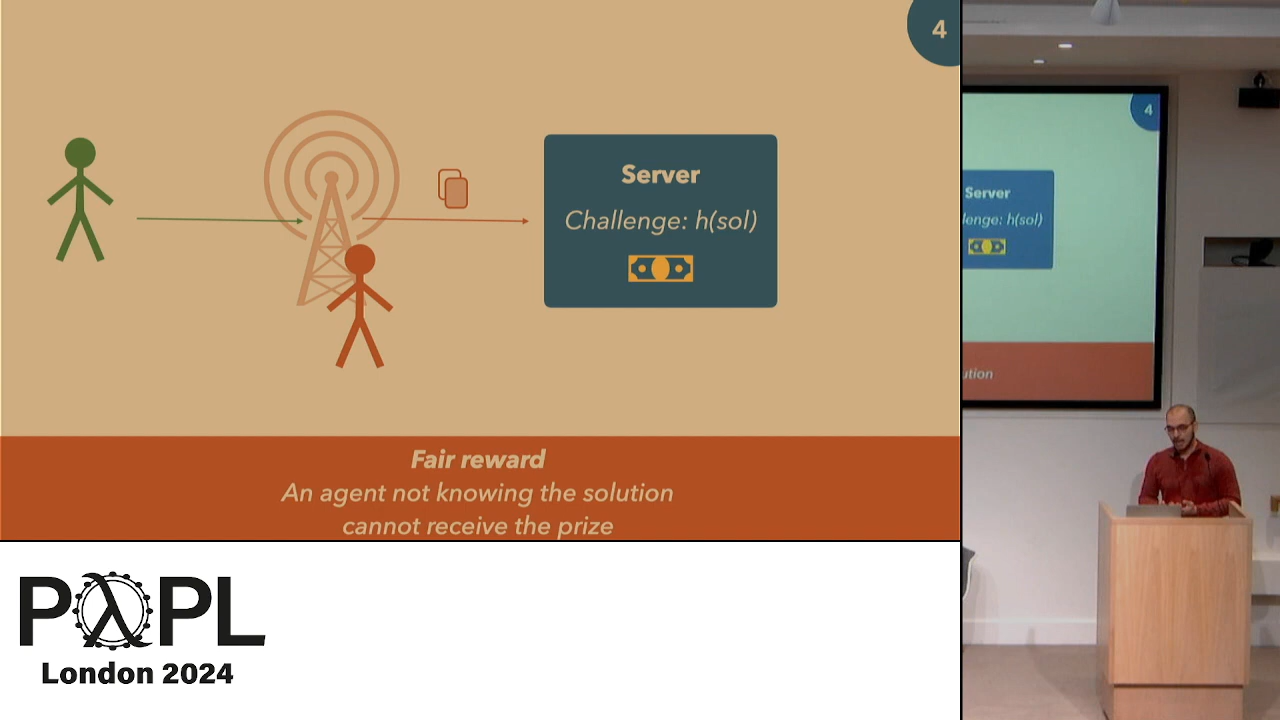 4
Server
Challenge: h(sol)
Fair reward
An agent not knowing the solution
cannot receive the prize
PλPL
London 2024
4
Server
lenge: h(sol)
ution